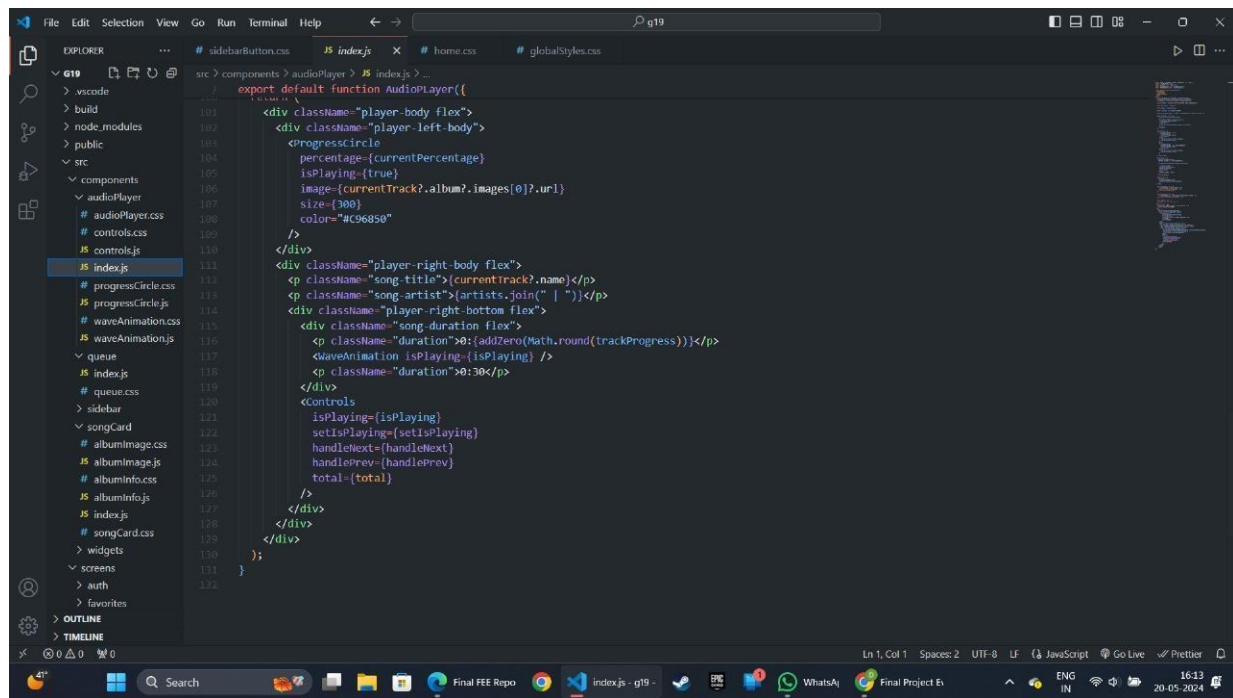 File Edit Selection View Go Run Terminal Help
g19
EXPLORER
# sidebarButton.css
JS index.js
# home.css
# globalStyles.css
G19
src > components > audioPlayer > JS index.js > ...
> .vscode
> build
> node_modules
> public
src
components
audioPlayer
# audioPlayer.css
# controls.css
JS controls.js
JS index.js
# progressCircle.css
JS progressCircle.js
# waveAnimation.css
JS waveAnimation.js
queue
JS index.js
# queue.css
> sidebar
songCard
# albumImage.css
JS albumImage.js
# albumInfo.css
JS albumInfo.js
JS index.js
# songCard.css
> widgets
screens
> auth
> favorites
> OUTLINE
> TIMELINE
7 export default function AudioPLayer({
100 return (
101 <div className="player-body flex">
102 <div className="player-left-body">
103 <ProgressCircle
104 percentage={currentPercentage}
105 isPlaying={true}
106 image={currentTrack?.album?.images[0]?.url}
107 size={300}
108 color="#C96850"
109 />
110 </div>
111 <div className="player-right-body flex">
112 <p className="song-title">{currentTrack?.name}</p>
113 <p className="song-artist">{artists.join(" | ")}</p>
114 <div className="player-right-bottom flex">
115 <div className="song-duration flex">
116 <p className="duration">0:{addZero(Math.round(trackProgress))}</p>
117 <WaveAnimation isPlaying={isPlaying} />
118 <p className="duration">0:30</p>
119 </div>
120 <Controls
121 isPlaying={isPlaying}
122 setIsPlaying={setIsPlaying}
123 handleNext={handleNext}
124 handlePrev={handlePrev}
125 total={total}
126 />
127 </div>
128 </div>
129 </div>
130 );
131 }
132
0 0 0
Ln 1, Col 1 Spaces: 2 UTF-8 LF JavaScript Go Live Prettier
41° Search Final FEE Repo index.js - g19 - EPIC WhatsA Final Project E ENG 16:13
IN 20-05-2024